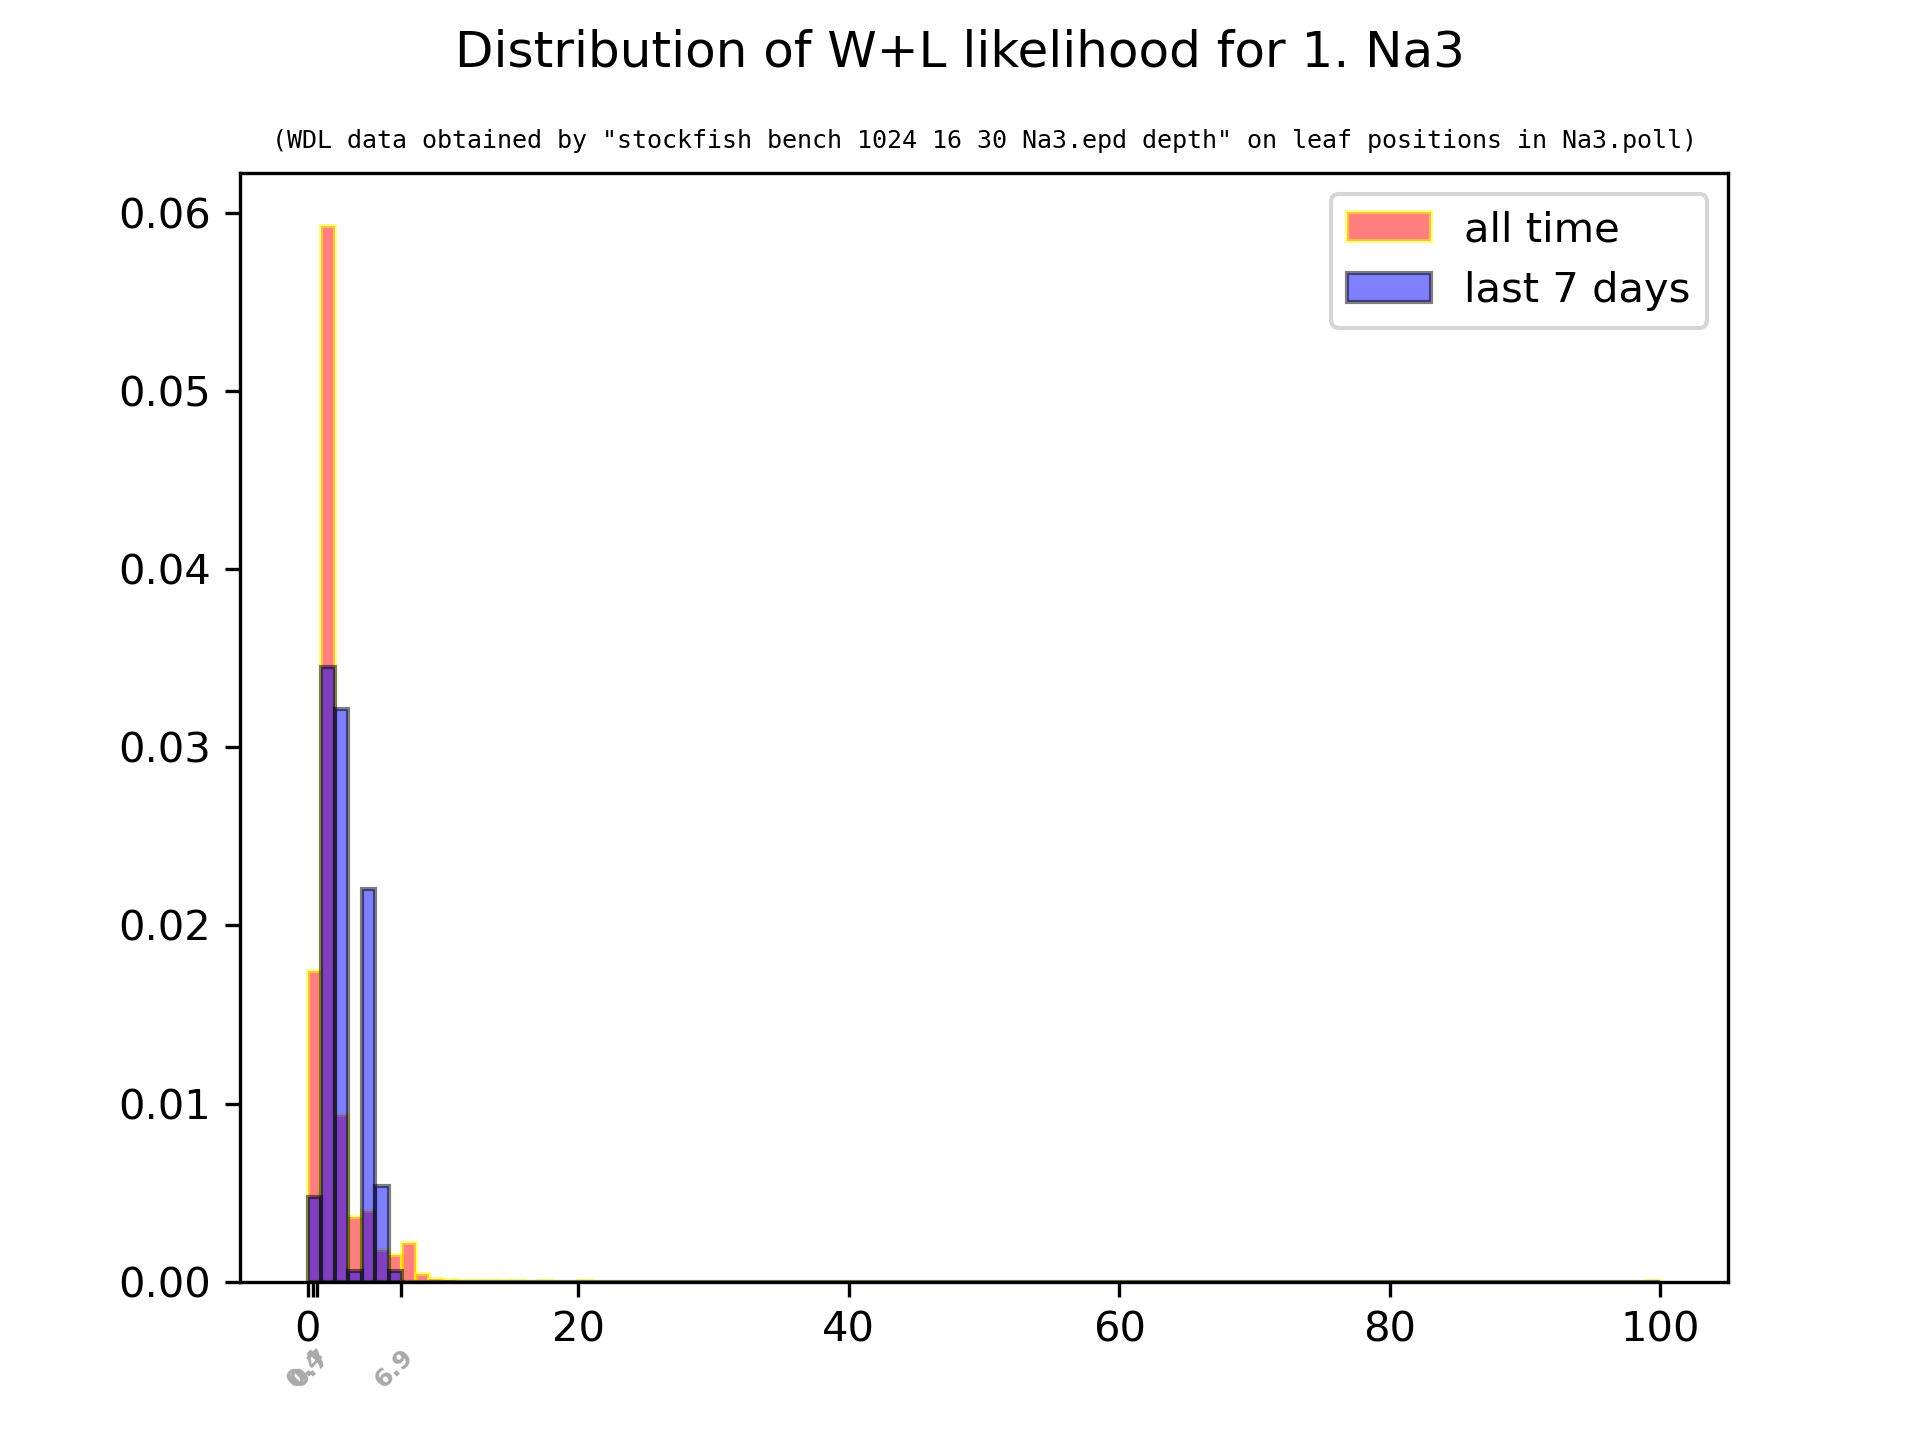 Distribution of W+L likelihood for 1. Na3
(WDL data obtained by "stockfish bench 1024 16 30 Na3.epd depth" on leaf positions in Na3.poll)
all time
last 7 days
0.06
0.05
0.04
0.03
0.02
0.01
0.00
0 20 40 60 80 100
6.9